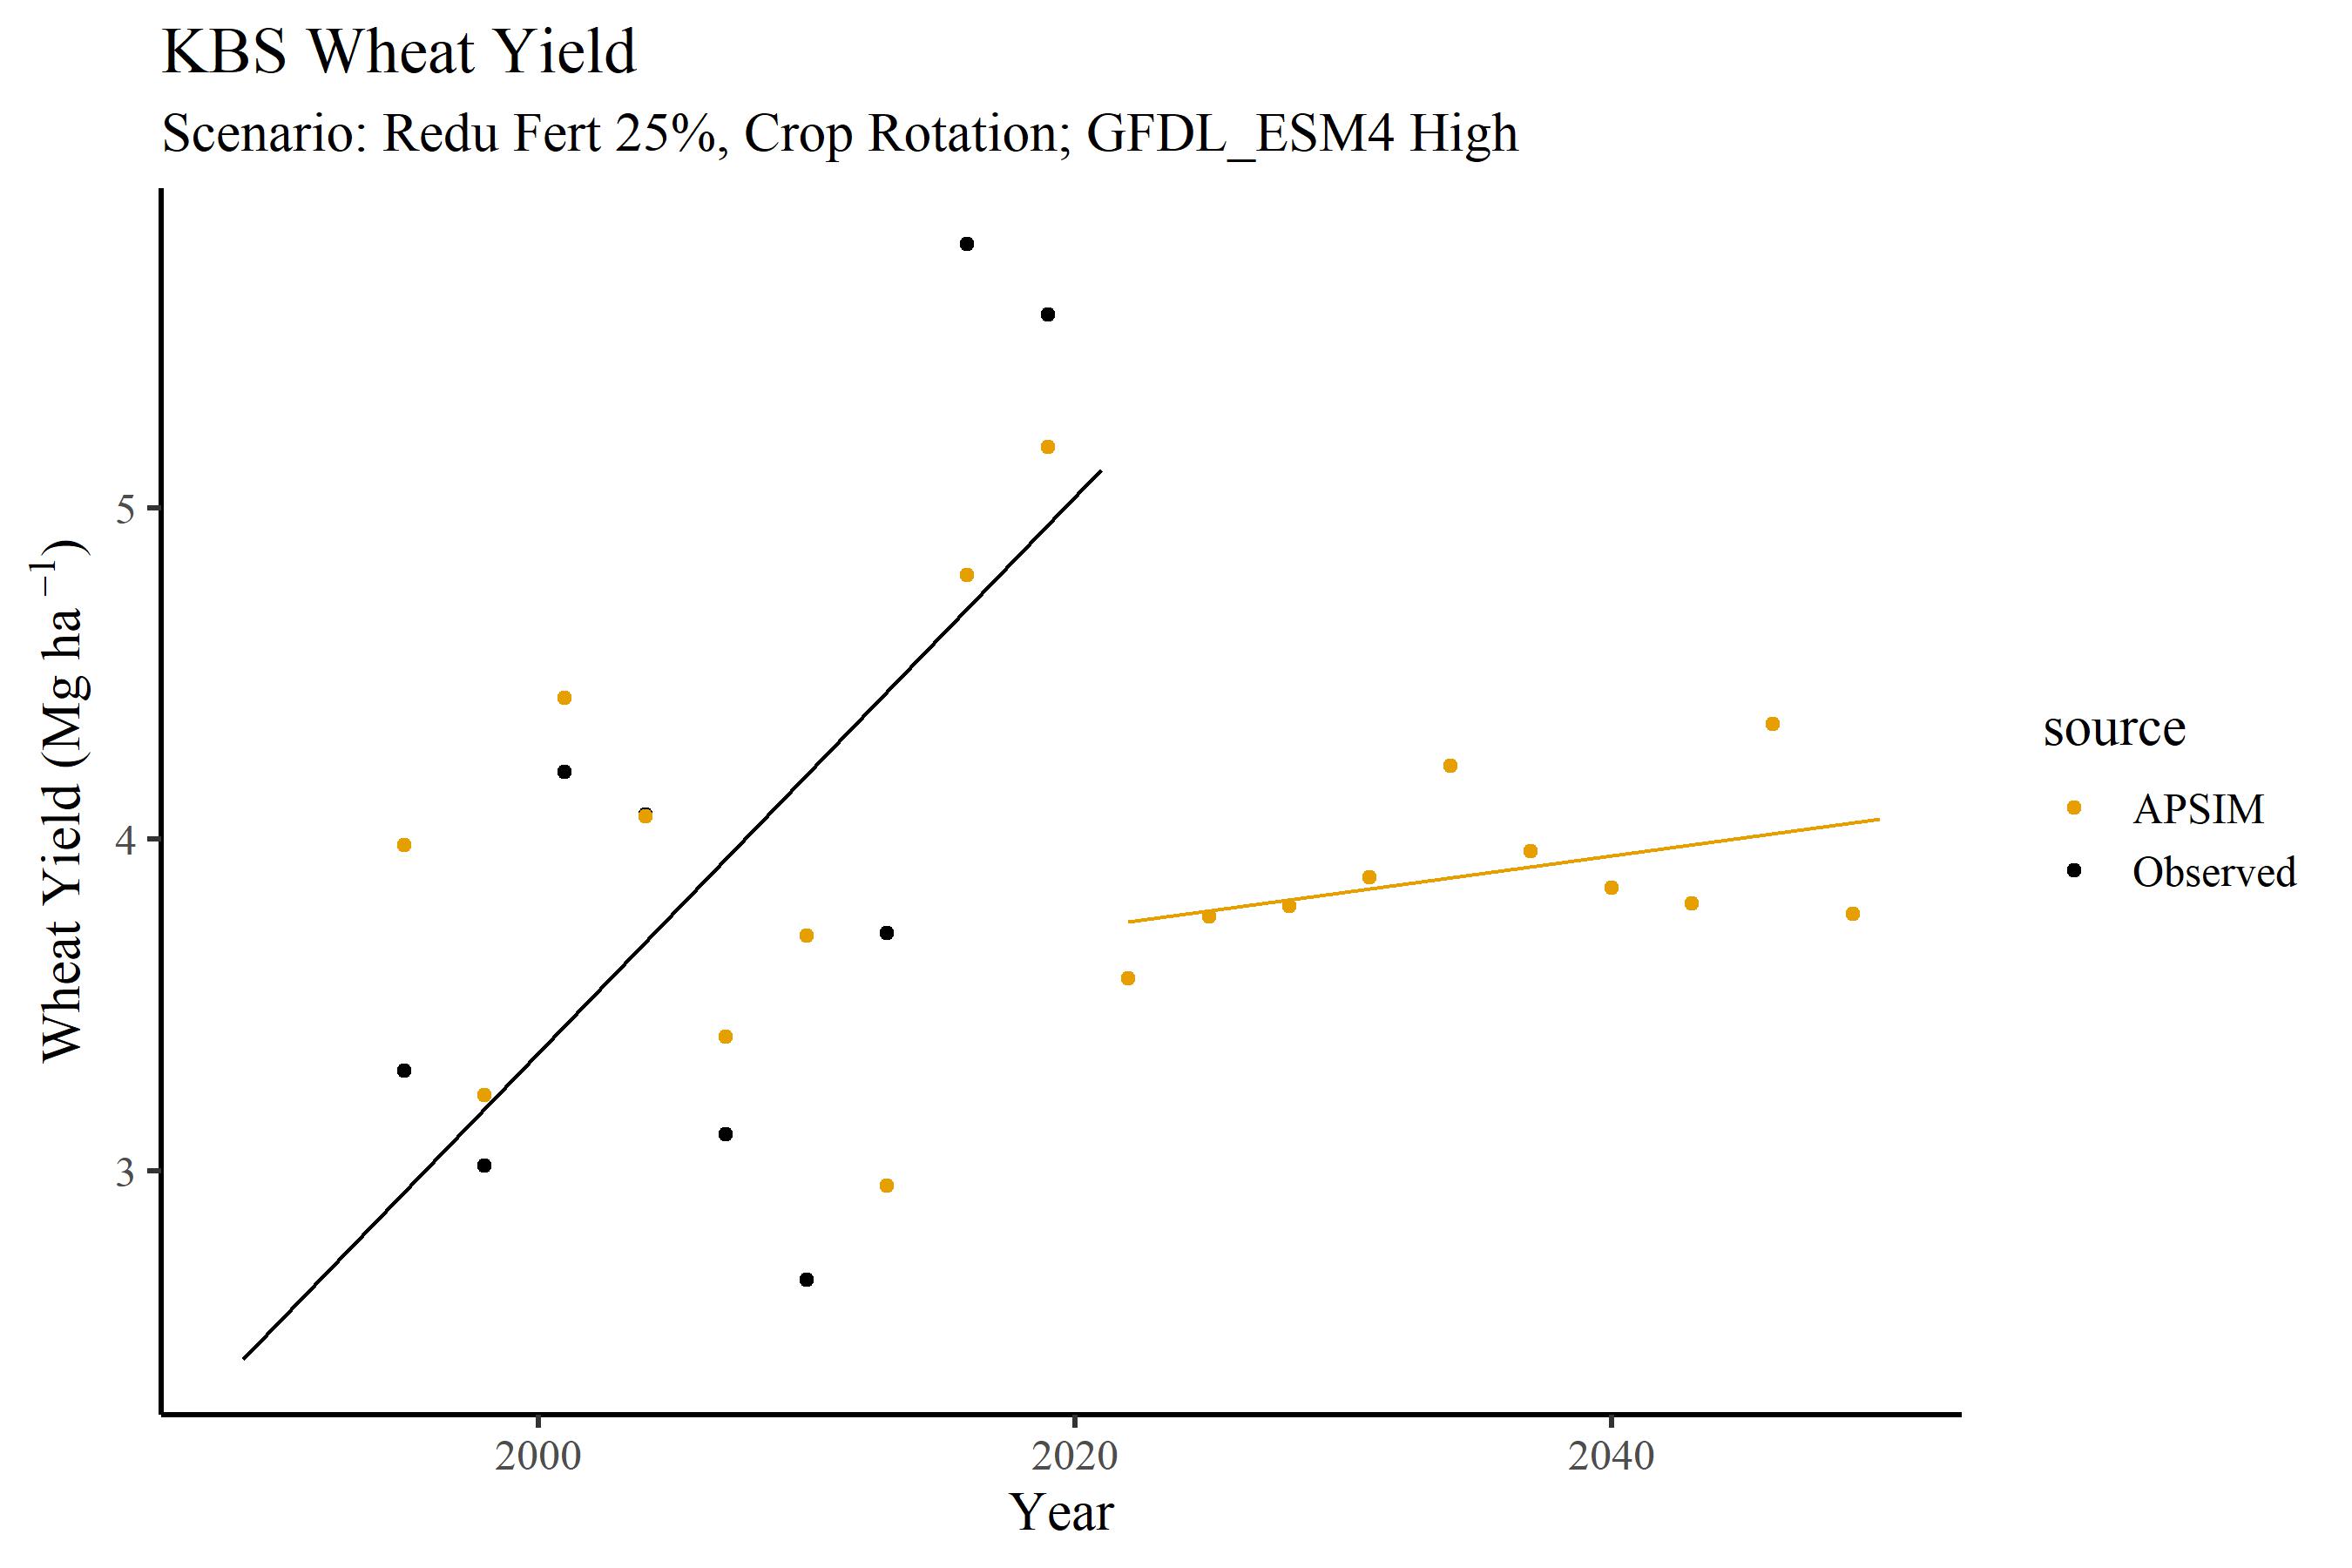 KBS Wheat Yield
Scenario: Redu Fert 25%, Crop Rotation; GFDL_ESM4 High
Wheat Yield (Mg ha −1)
5
4
3
2000
2020
2040
Year
source
APSIM
Observed